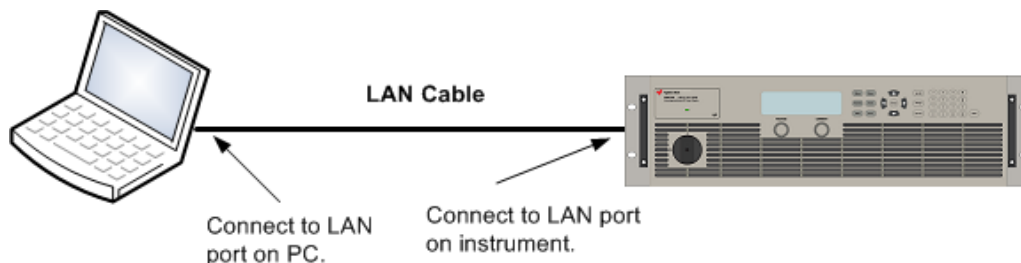 LAN Cable
Connect to LAN
port on PC.
Connect to LAN port
on instrument.